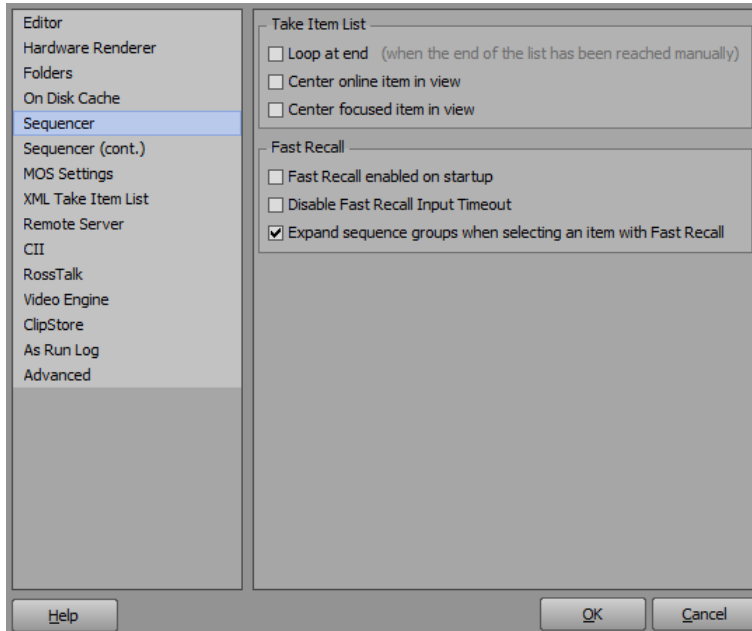 Editor
Hardware Renderer
Folders
On Disk Cache
Sequencer
Sequencer (cont.)
MOS Settings
XML Take Item List
Remote Server
CII
RossTalk
Video Engine
ClipStore
As Run Log
Advanced
Take Item List
Loop at end (when the end of the list has been reached manually)
Center online item in view
Center focused item in view
Fast Recall
Fast Recall enabled on startup
Disable Fast Recall Input Timeout
Expand sequence groups when selecting an item with Fast Recall
Help
OK
Cancel